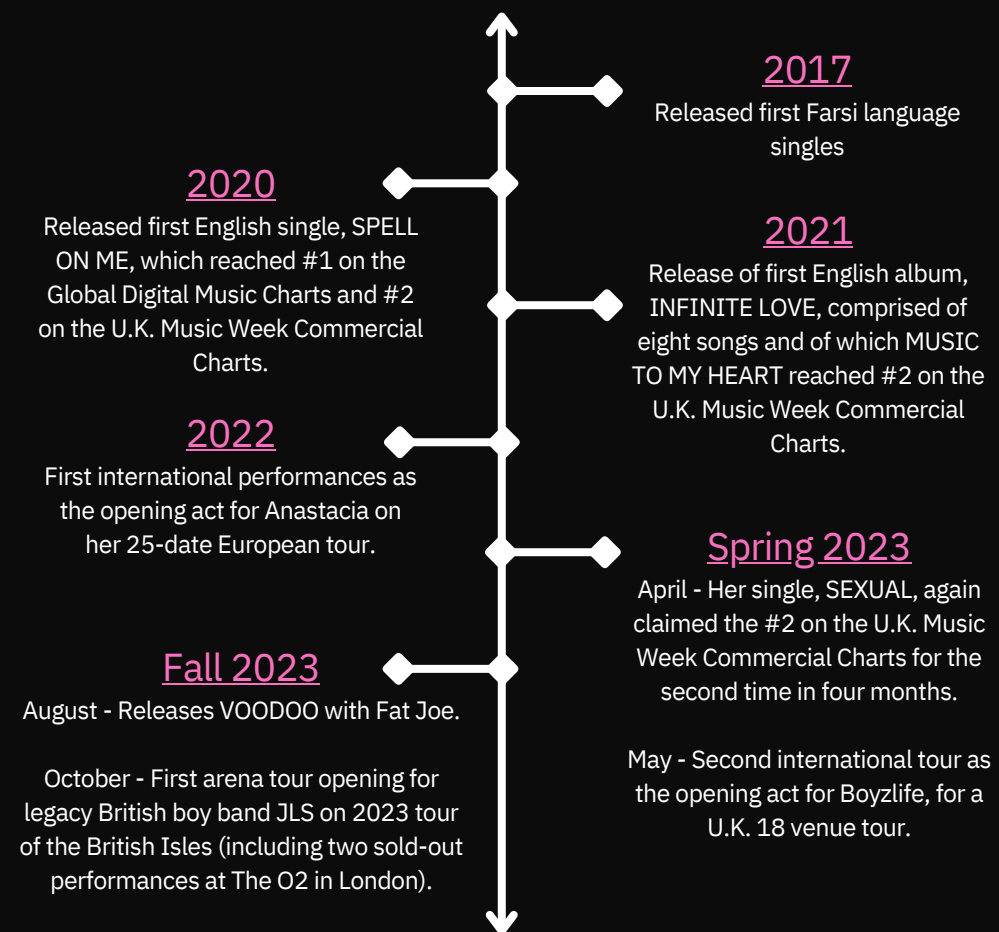 2017
Released first Farsi language
singles
2020
Released first English single, SPELL
ON ME, which reached #1 on the
Global Digital Music Charts and #2
on the U.K. Music Week Commercial
Charts.
2021
Release of first English album,
INFINITE LOVE, comprised of
eight songs and of which MUSIC
TO MY HEART reached #2 on the
U.K. Music Week Commercial
Charts.
2022
First international performances as
the opening act for Anastacia on
her 25-date European tour.
Spring 2023
April - Her single, SEXUAL, again
claimed the #2 on the U.K. Music
Week Commercial Charts for the
second time in four months.
May - Second international tour as
the opening act for Boyzlife, for a
U.K. 18 venue tour.
Fall 2023
August - Releases VOODOO with Fat Joe.
October - First arena tour opening for
legacy British boy band JLS on 2023 tour
of the British Isles (including two sold-out
performances at The O2 in London).